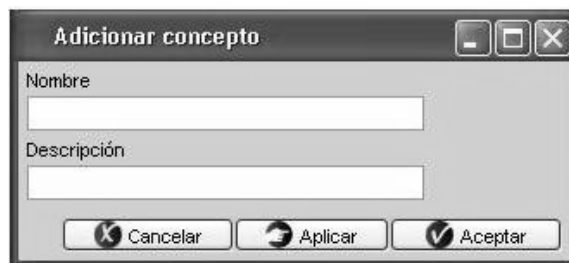 Adicionar concepto
Nombre
Descripción
Cancelar Aplicar Aceptar